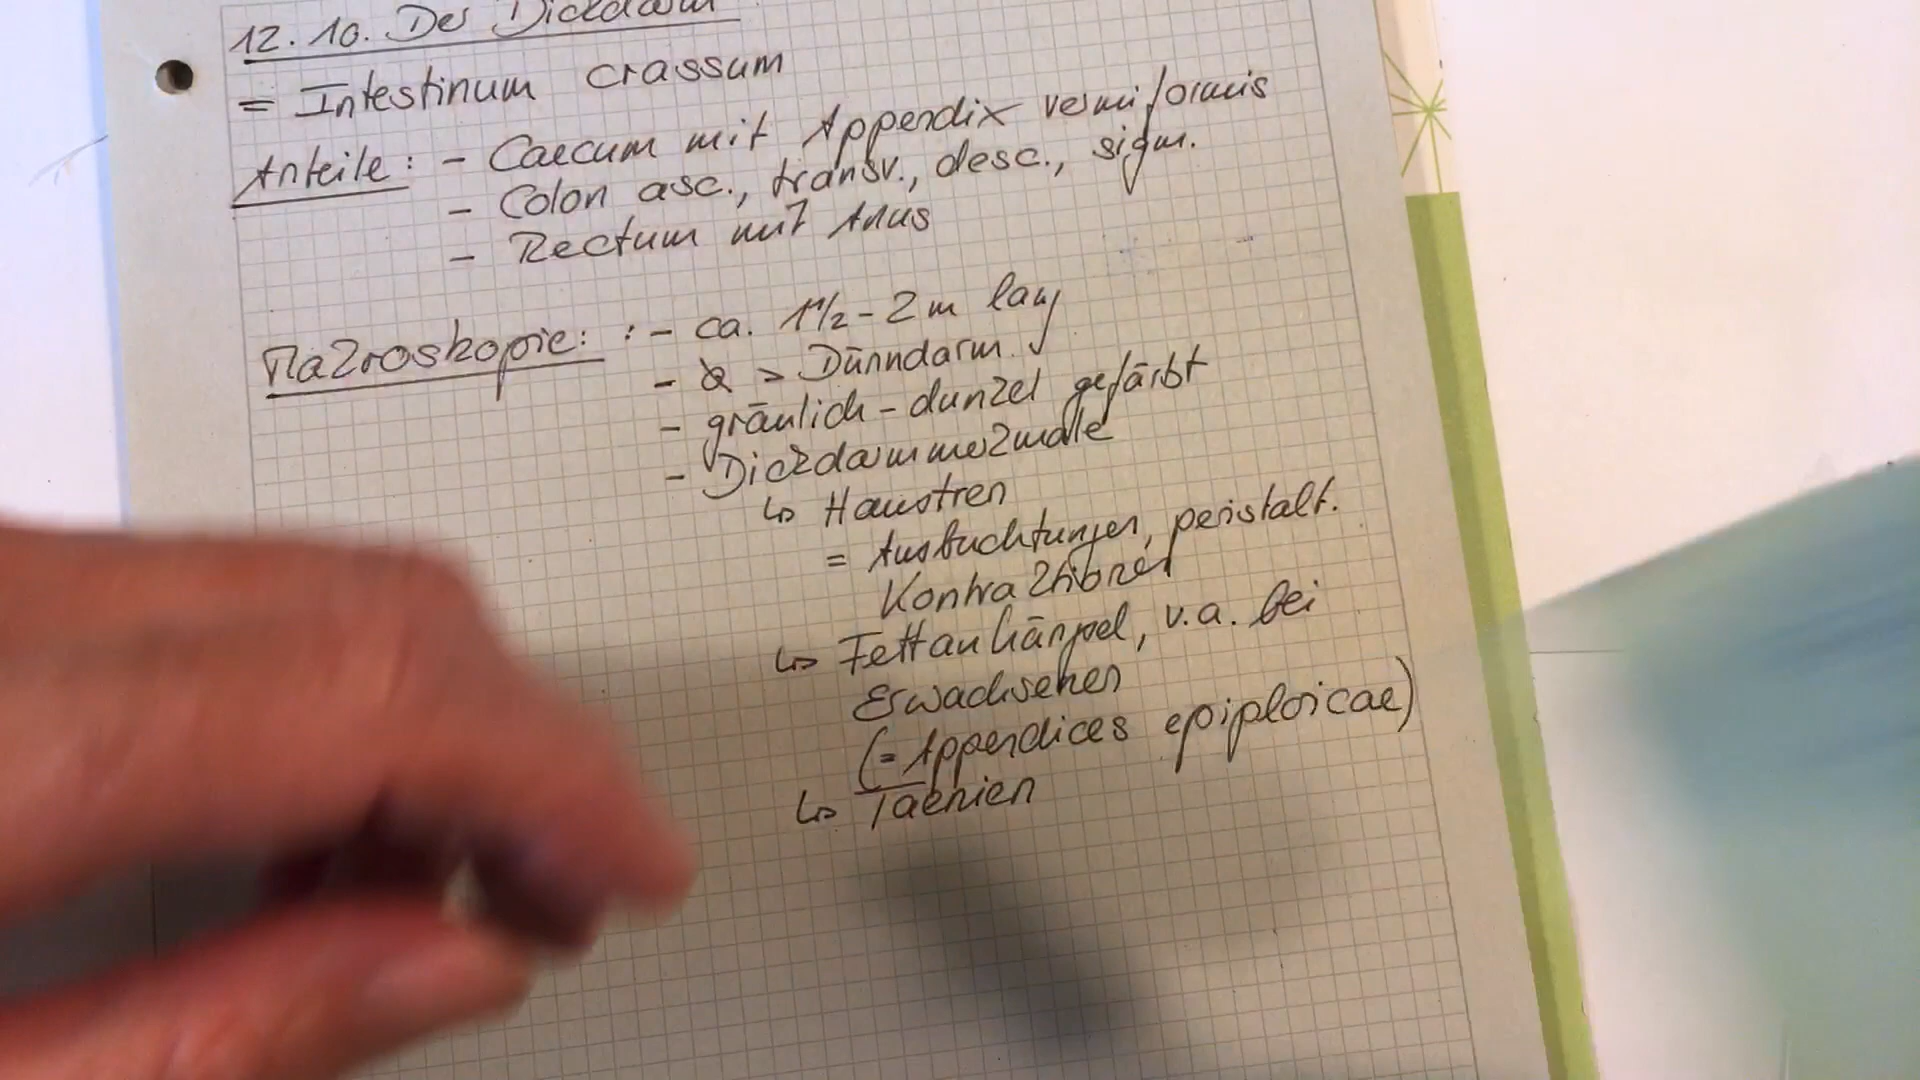 12.10. Der Dickdarm
= Intestinum crassum
Anteile: - Caecum mit Appendix vermiformis
- Colon asc., transv., desc., sigm.
- Rectum mit Anus
Makroskopie: : - ca. 1 1/2 - 2 m lang
- Ø > Dünndarm
- gräulich - dunkel gefärbt
- Dickdarmmerkmale
↳ Haustren
= Ausbuchtungen, peristalt.
Kontraktionen
↳ Fettanhängsel, v.a. bei
Erwachsenen
(= Appendices epiploicae)
↳ Taenien